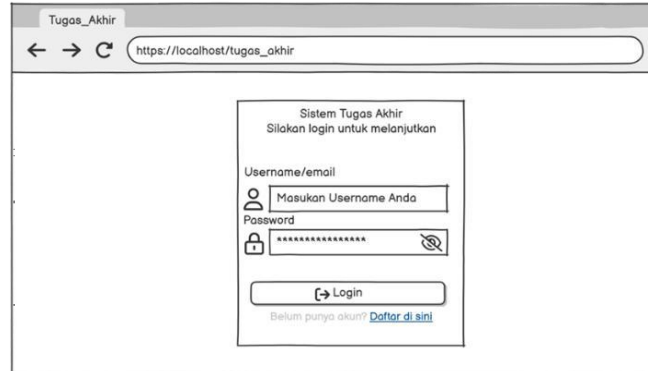 Tugas_Akhir
https://localhost/tugas_akhir
Sistem Tugas Akhir
Silakan login untuk melanjutkan
Username/email
Masukan Username Anda
Password
****************
Login
Belum punya akun? Daftar di sini